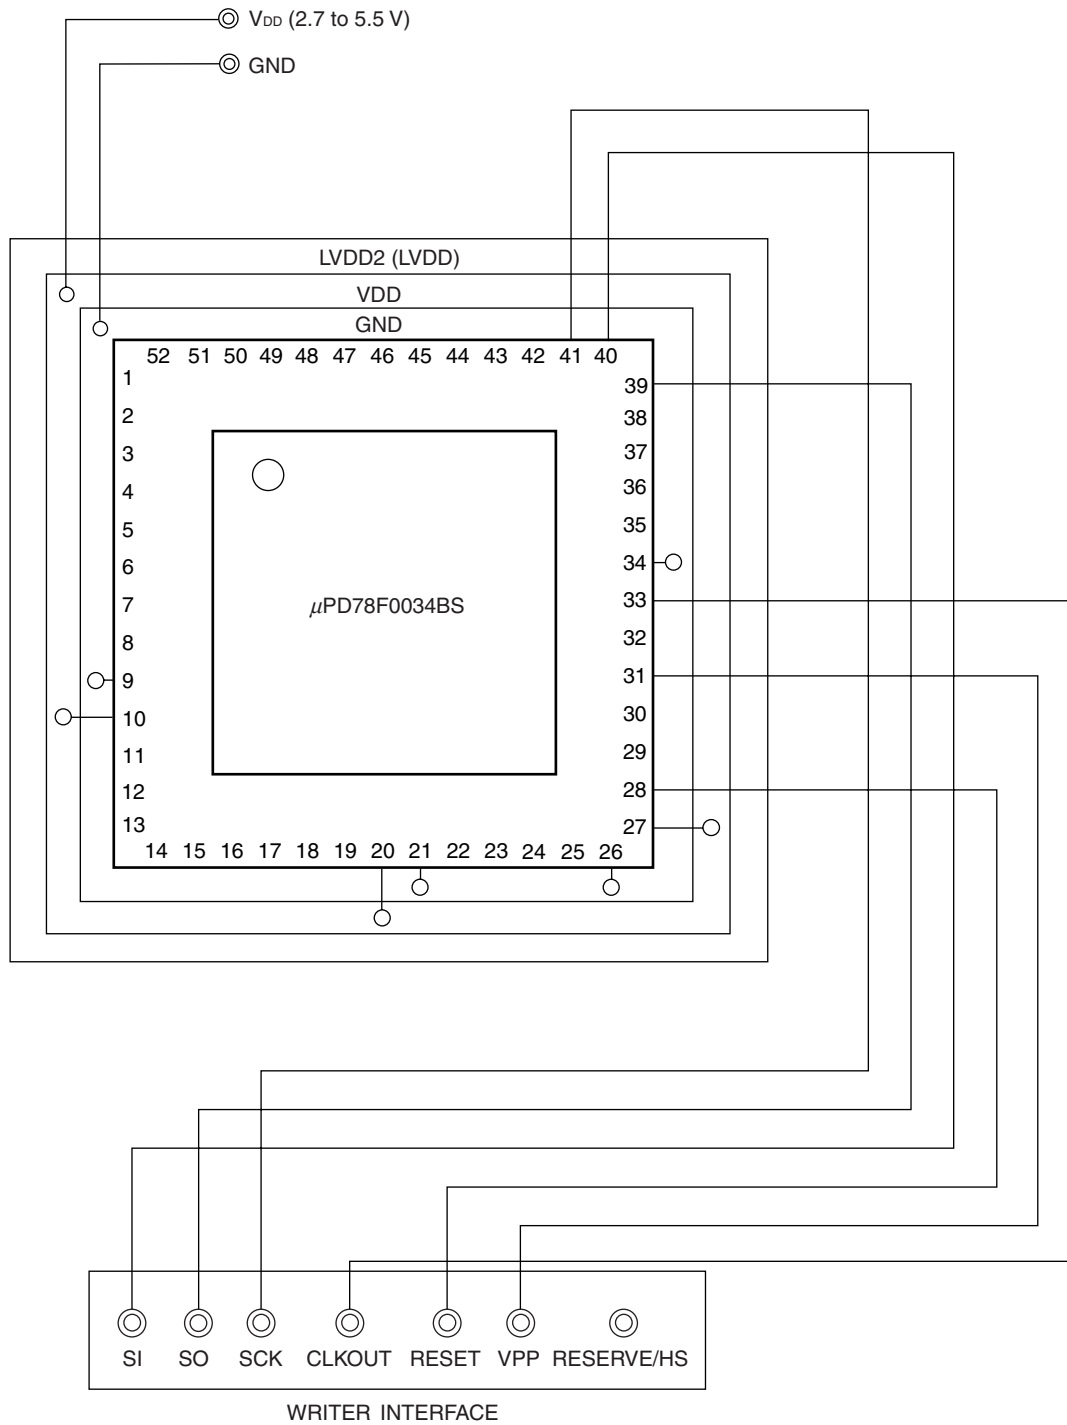 VDD (2.7 to 5.5 V)
GND
LVDD2 (LVDD)
VDD
GND
52 51 50 49 48 47 46 45 44 43 42 41 40
1
2
3
4
5
6
7
8
9
10
11
12
13
39
38
37
36
35
34
33
32
31
30
29
28
27
μPD78F0034BS
14 15 16 17 18 19 20 21 22 23 24 25 26
SI SO SCK CLKOUT RESET VPP RESERVE/HS
WRITER INTERFACE